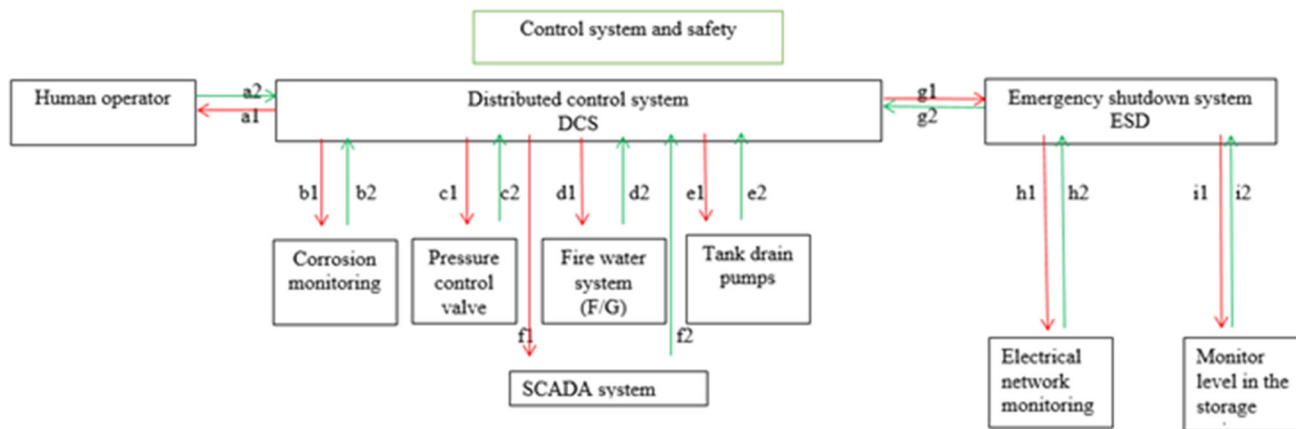 Control system and safety
Human operator
a2
a1
Distributed control system
DCS
g1
g2
Emergency shutdown system
ESD
b1
b2
c1
c2
d1
d2
e1
e2
h1
h2
i1
i2
Corrosion
monitoring
Pressure
control
valve
Fire water
system
(F/G)
Tank drain
pumps
f1
f2
SCADA system
Electrical
network
monitoring
Monitor
level in the
storage